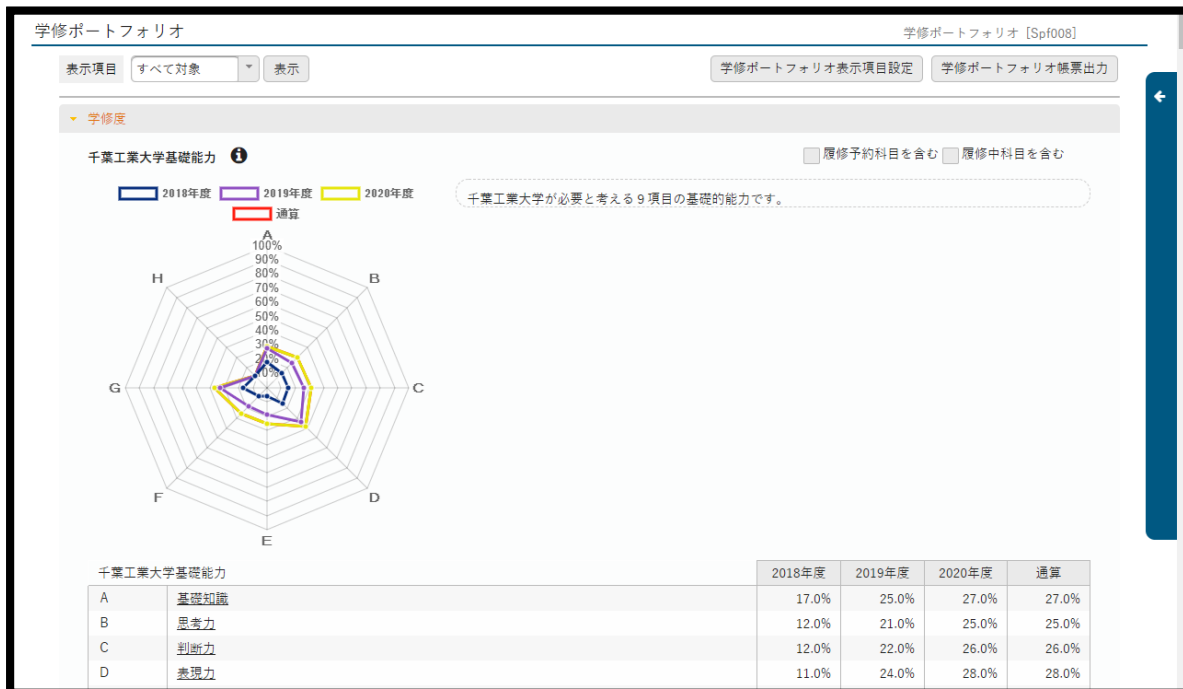 学修ポートフォリオ
学修ポートフォリオ [Spf008]
表示項目 すべて対象 表示 学修ポートフォリオ表示項目設定 学修ポートフォリオ帳票出力
学修度
千葉工業大学基礎能力 履修予約科目を含む 履修中科目を含む
2018年度 2019年度 2020年度
通算
千葉工業大学が必要と考える9項目の基礎的能力です。
A
100%
90%
80%
70%
60%
50%
40%
30%
20%
10%
B
C
D
E
F
G
H
千葉工業大学基礎能力 2018年度 2019年度 2020年度 通算
A 基礎知識 17.0% 25.0% 27.0% 27.0%
B 思考力 12.0% 21.0% 25.0% 25.0%
C 判断力 12.0% 22.0% 26.0% 26.0%
D 表現力 11.0% 24.0% 28.0% 28.0%